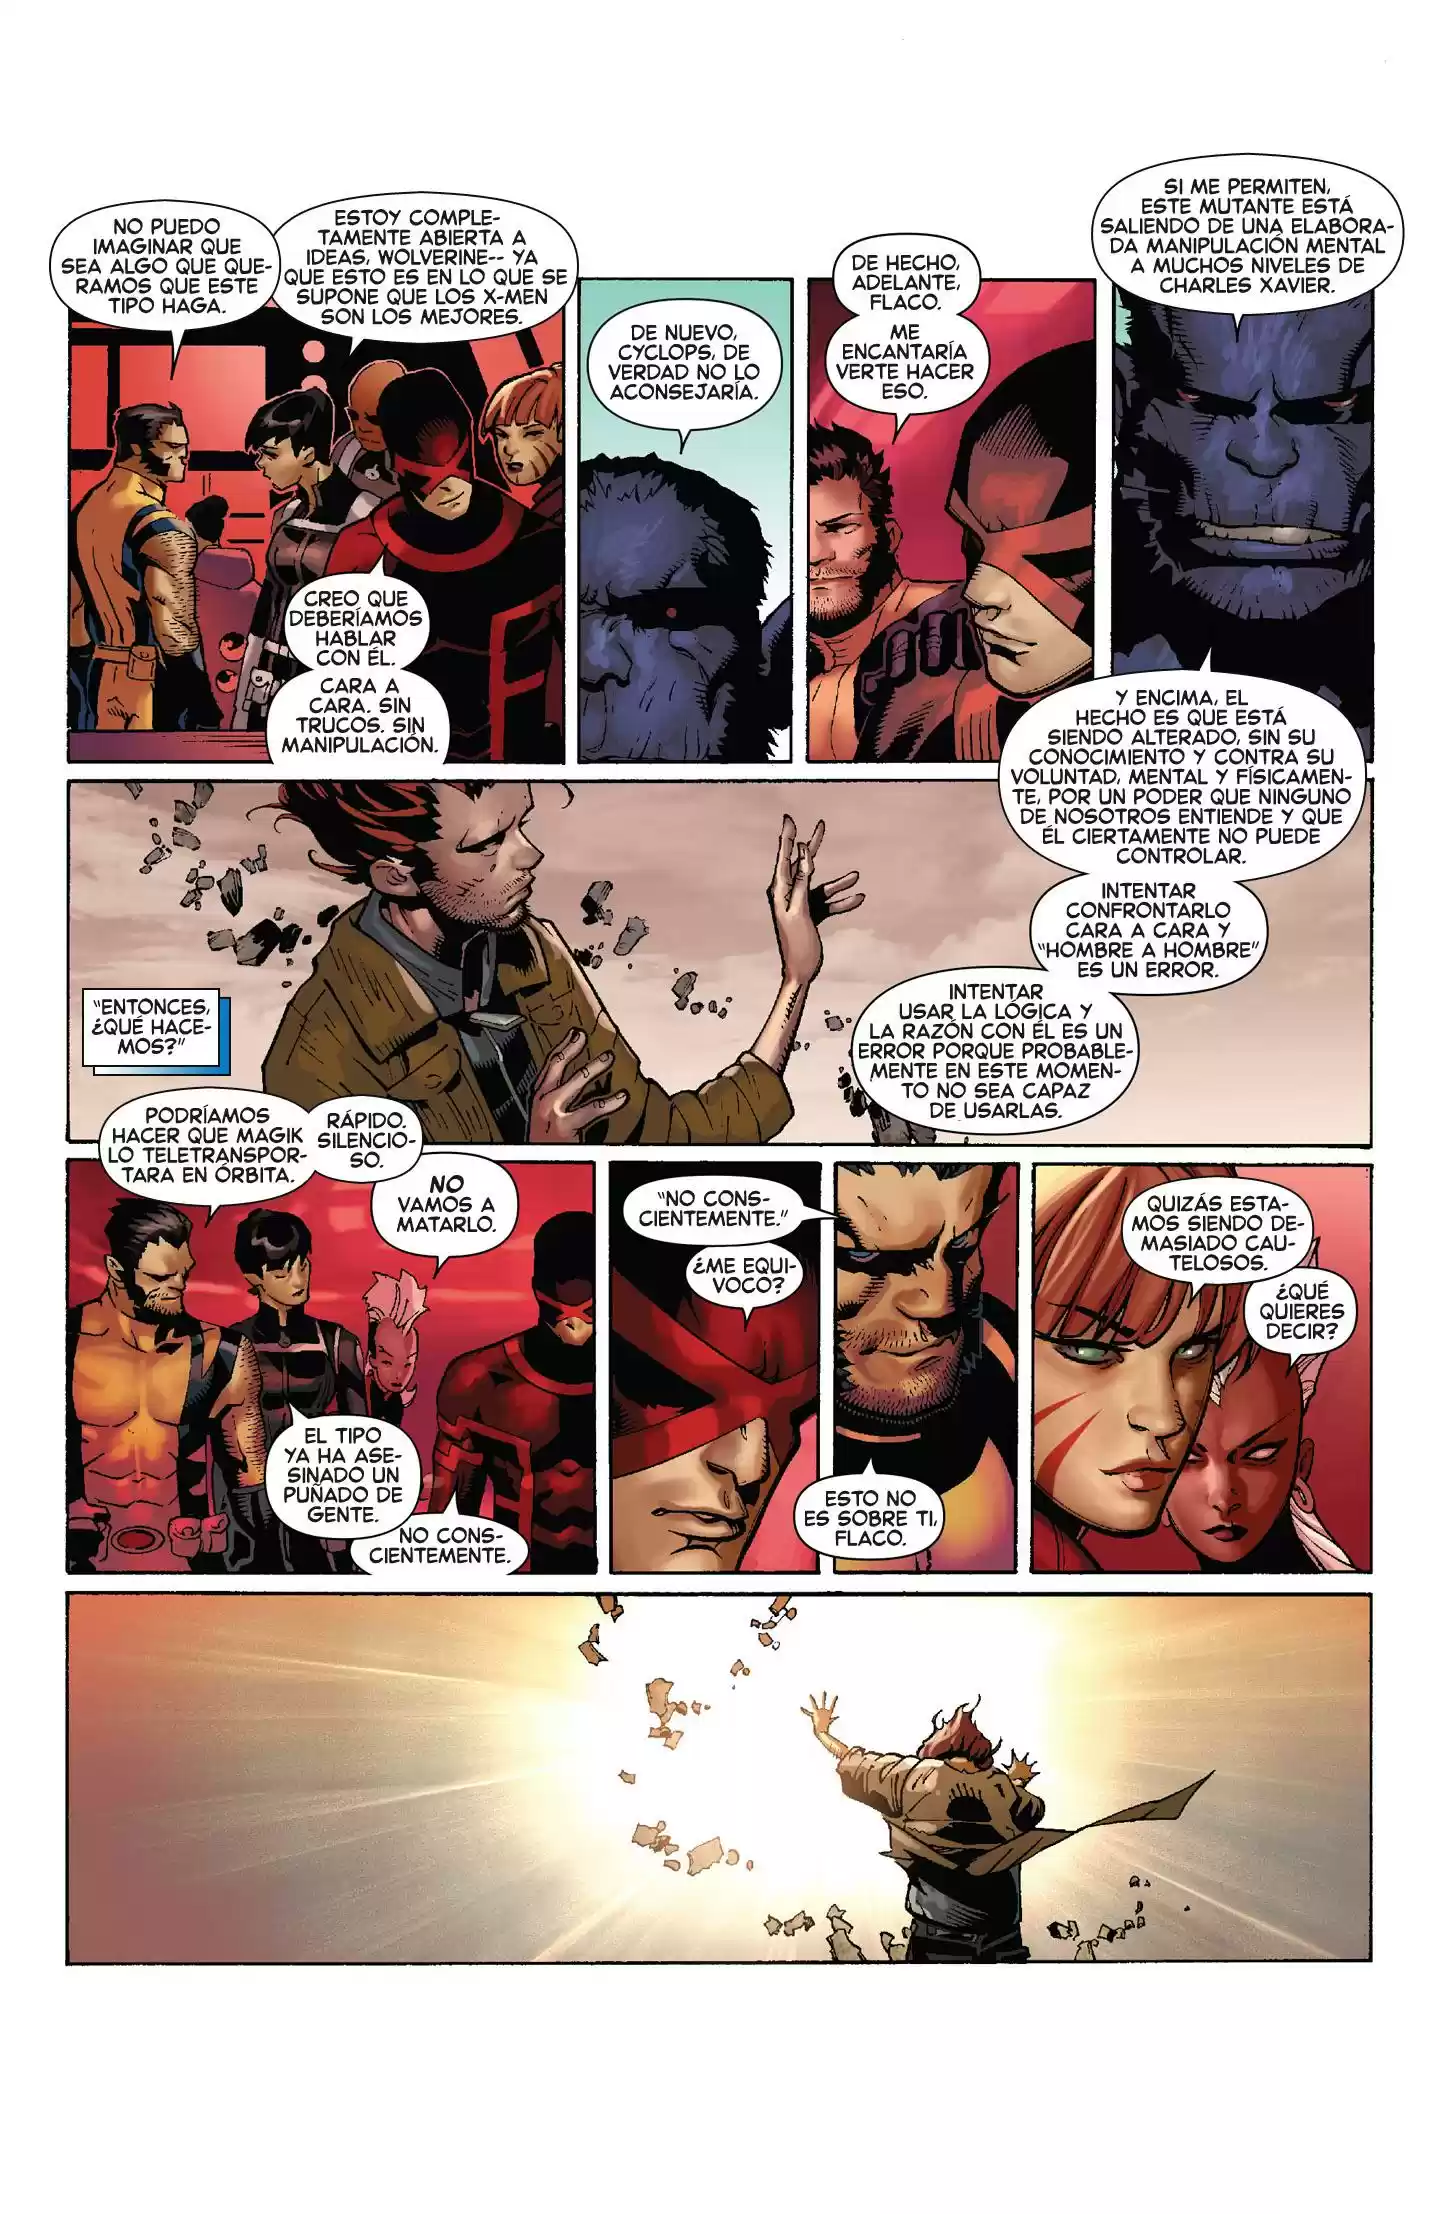 NO PUEDO
IMAGINAR QUE
SEA ALGO QUE QUE-
RAMOS QUE ESTE
TIPO HAGA.
ESTOY COMPLE-
TAMENTE ABIERTA A
IDEAS, WOLVERINE-- YA
QUE ESTO ES EN LO QUE SE
SUPONE QUE LOS X-MEN
SON LOS MEJORES.
CREO QUE
DEBERÍAMOS
HABLAR
CON ÉL.
CARA A
CARA. SIN
TRUCOS. SIN
MANIPULACIÓN.
DE NUEVO,
CYCLOPS, DE
VERDAD NO LO
ACONSEJARÍA.
DE HECHO,
ADELANTE,
FLACO.
ME
ENCANTARÍA
VERTE HACER
ESO.
SI ME PERMITEN,
ESTE MUTANTE ESTÁ
SALIENDO DE UNA ELABORA-
DA MANIPULACIÓN MENTAL
A MUCHOS NIVELES DE
CHARLES XAVIER.
Y ENCIMA, EL
HECHO ES QUE ESTÁ
SIENDO ALTERADO, SIN SU
CONOCIMIENTO Y CONTRA SU
VOLUNTAD, MENTAL Y FÍSICAMEN-
TE, POR UN PODER QUE NINGUNO
DE NOSOTROS ENTIENDE Y QUE
ÉL CIERTAMENTE NO PUEDE
CONTROLAR.
INTENTAR
CONFRONTARLO
CARA A CARA Y
"HOMBRE A HOMBRE"
ES UN ERROR.
INTENTAR
USAR LA LÓGICA Y
LA RAZÓN CON ÉL ES UN
ERROR PORQUE PROBABLE-
MENTE EN ESTE MOMEN-
TO NO SEA CAPAZ
DE USARLAS.
"ENTONCES,
¿QUÉ HACE-
MOS?"
PODRÍAMOS
HACER QUE MAGIK
LO TELETRANSPOR-
TARA EN ÓRBITA.
RÁPIDO.
SILENCIO-
SO.
NO
VAMOS A
MATARLO.
EL TIPO
YA HA ASE-
SINADO UN
PUÑADO DE
GENTE.
NO CONS-
CIENTEMENTE.
"NO CONS-
CIENTEMENTE."
¿ME EQUI-
VOCO?
ESTO NO
ES SOBRE TI,
FLACO.
QUIZÁS ESTA-
MOS SIENDO DE-
MASIADO CAU-
TELOSOS.
¿QUÉ
QUIERES
DECIR?